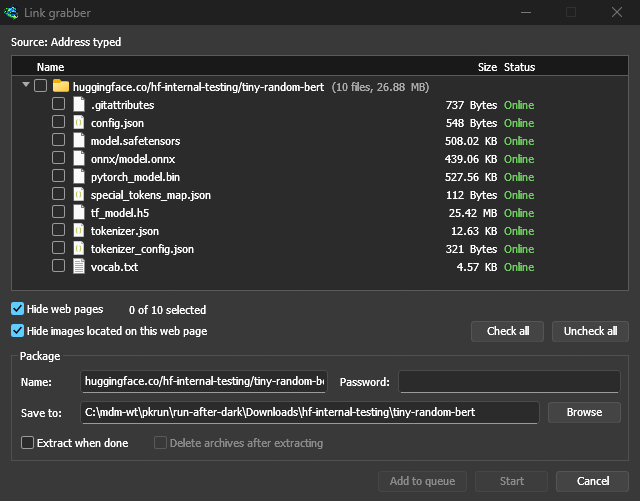 Link grabber
Source: Address typed
Name Size Status
huggingface.co/hf-internal-testing/tiny-random-bert (10 files, 26.88 MB)
.gitattributes 737 Bytes Online
config.json 548 Bytes Online
model.safetensors 508.02 KB Online
onnx/model.onnx 439.06 KB Online
pytorch_model.bin 527.56 KB Online
special_tokens_map.json 112 Bytes Online
tf_model.h5 25.42 MB Online
tokenizer.json 12.63 KB Online
tokenizer_config.json 321 Bytes Online
vocab.txt 4.57 KB Online
Hide web pages 0 of 10 selected
Hide images located on this web page Check all Uncheck all
Package
Name: huggingface.co/hf-internal-testing/tiny-random-be Password:
Save to: C:\mdm-wt\pkrun\run-after-dark\Downloads\hf-internal-testing\tiny-random-bert Browse
Extract when done Delete archives after extracting
Add to queue Start Cancel